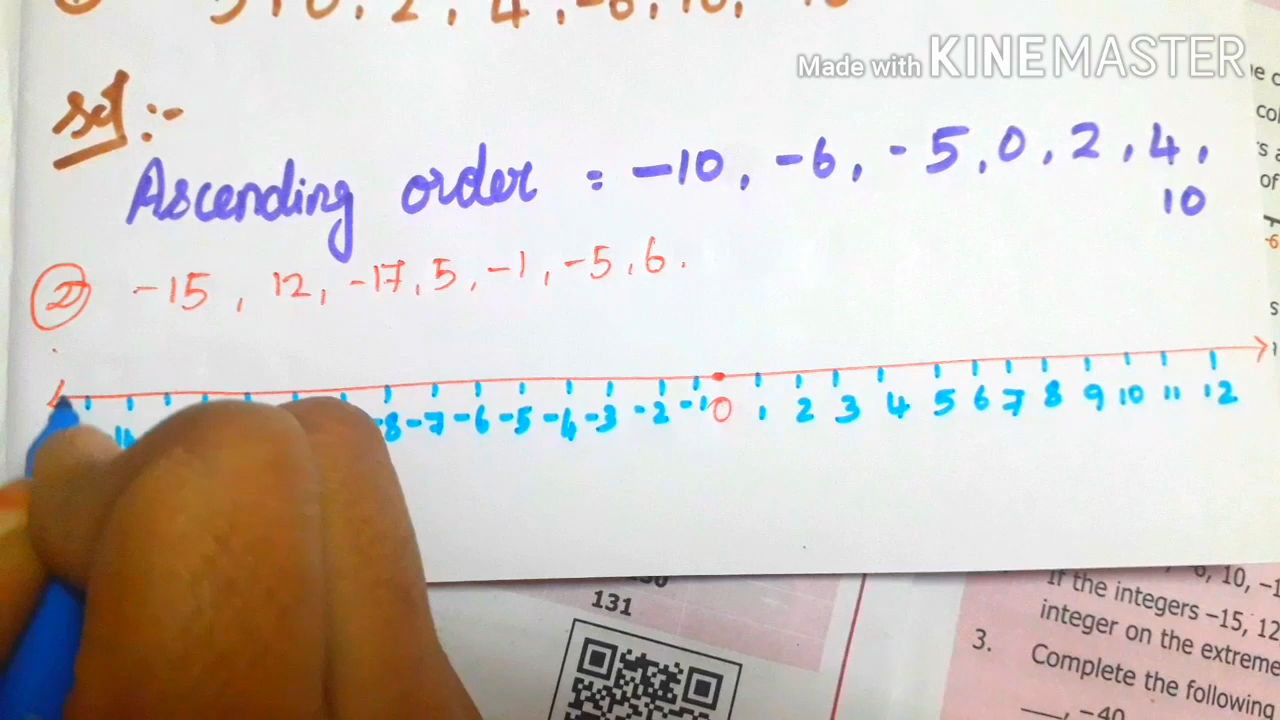 Made with KINEMASTER
Sol :-
Ascending order = -10, -6, -5, 0, 2, 4,
10
② -15, 12, -17, 5, -1, -5, 6.
-8 -7 -6 -5 -4 -3 -2 -1 0 1 2 3 4 5 6 7 8 9 10 11 12
131
If the integers –15, 12
integer on the extreme
3. Complete the following
___, –40